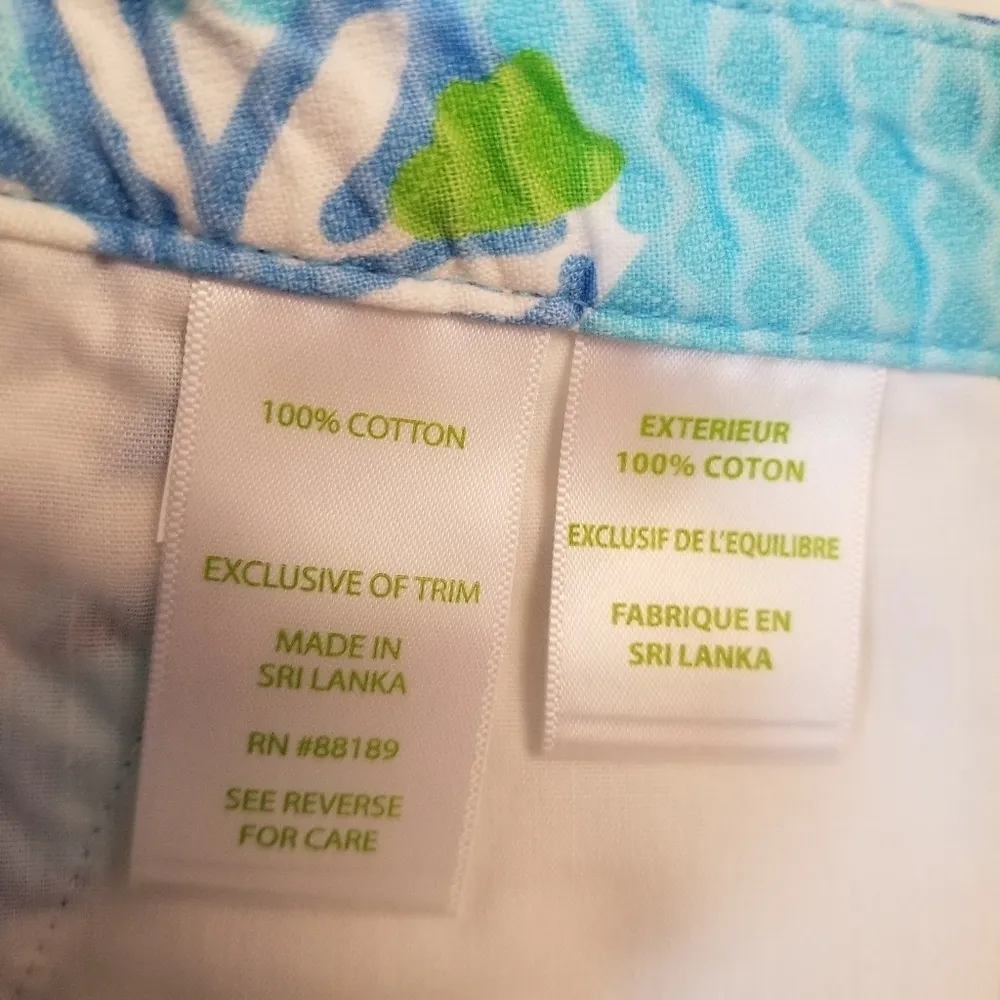 100% COTTON
EXCLUSIVE OF TRIM
MADE IN
SRI LANKA
RN #88189
SEE REVERSE
FOR CARE
EXTERIEUR
100% COTON
EXCLUSIF DE L'EQUILIBRE
FABRIQUE EN
SRI LANKA